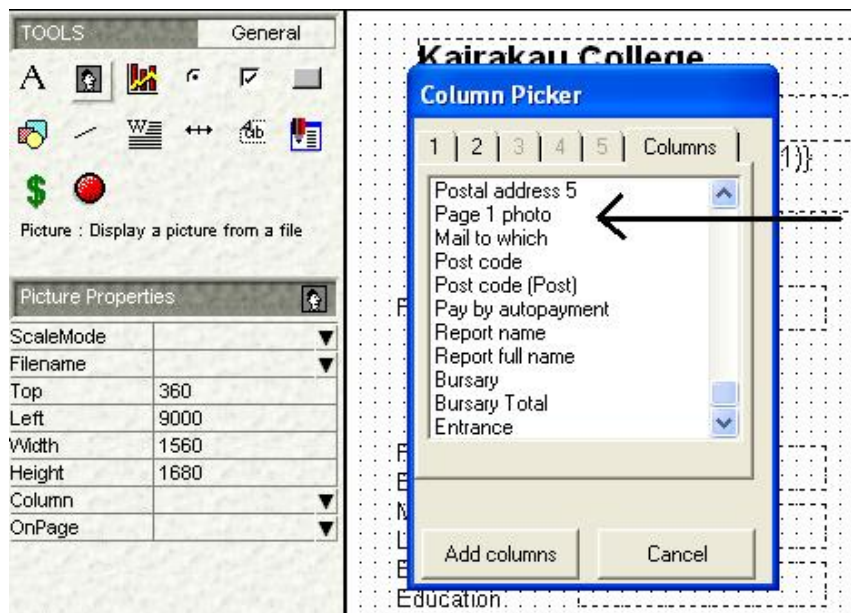 TOOLS General
A
W
ab
$
Picture : Display a picture from a file
Picture Properties
ScaleMode
Filename
Top 360
Left 9000
Width 1560
Height 1680
Column
OnPage
Kairakau College
Column Picker
1 2 3 4 5 Columns
1)}
Postal address 5
Page 1 photo
Mail to which
Post code
Post code (Post)
Pay by autopayment
Report name
Report full name
Bursary
Bursary Total
Entrance
Add columns Cancel
Education